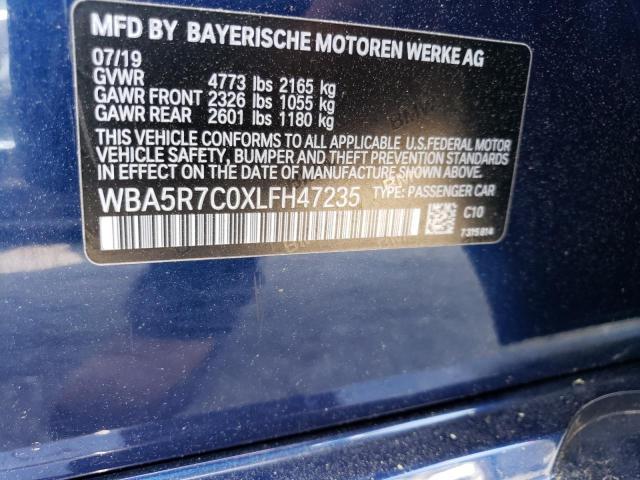 MFD BY BAYERISCHE MOTOREN WERKE AG
07/19
GVWR 4773 lbs 2165 kg
GAWR FRONT 2326 lbs 1055 kg
GAWR REAR 2601 lbs 1180 kg
THIS VEHICLE CONFORMS TO ALL APPLICABLE U.S.FEDERAL MOTOR
VEHICLE SAFETY, BUMPER AND THEFT PREVENTION STANDARDS
IN EFFECT ON THE DATE OF MANUFACTURE SHOWN ABOVE.
WBA5R7C0XLFH47235 TYPE: PASSENGER CAR
C10
7315814